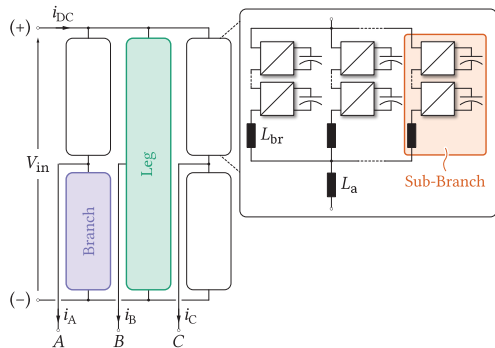 (+)
i_DC
L_br
L_a
Sub-Branch
V_in
Leg
Branch
(−)
i_A
i_B
i_C
A
B
C